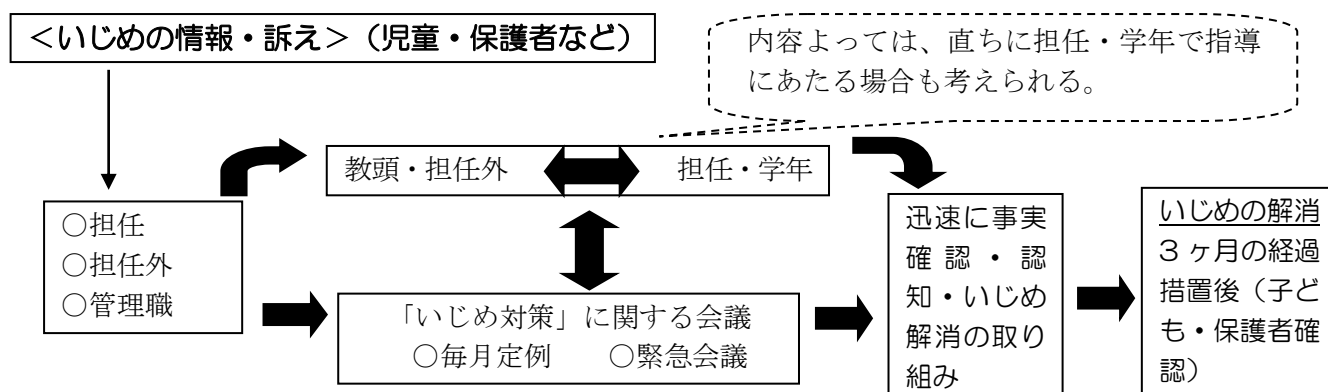 ＜いじめの情報・訴え＞（児童・保護者など）
内容よっては、直ちに担任・学年で指導
にあたる場合も考えられる。
教頭・担任外　担任・学年
○担任
○担任外
○管理職
「いじめ対策」に関する会議
○毎月定例　○緊急会議
迅速に事実
確認・認
知・いじめ
解消の取り
組み
いじめの解消
３ヶ月の経過
措置後（子ど
も・保護者確
認）